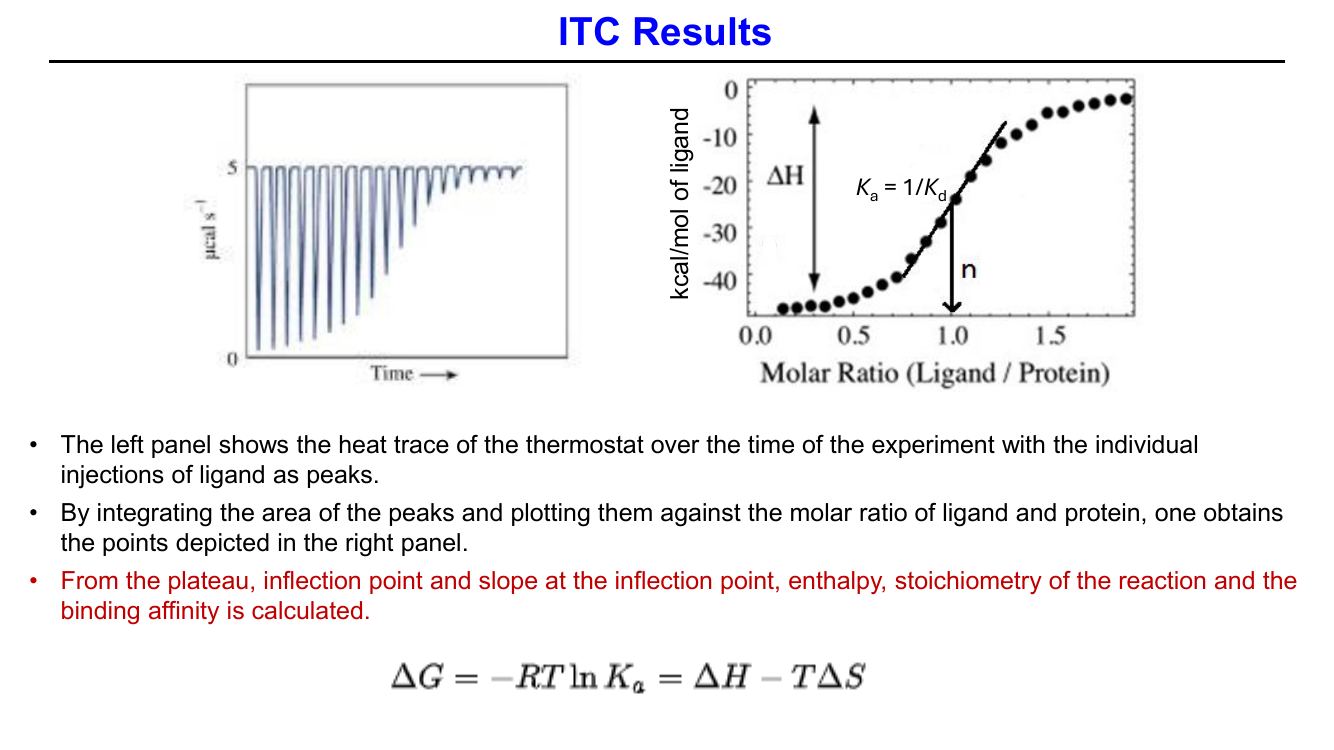 ITC Results
5
0
μcal s⁻¹
Time
0
-10
-20
-30
-40
kcal/mol of ligand
ΔH
Kₐ = 1/K_d
n
0.0 0.5 1.0 1.5
Molar Ratio (Ligand / Protein)
• The left panel shows the heat trace of the thermostat over the time of the experiment with the individual
injections of ligand as peaks.
• By integrating the area of the peaks and plotting them against the molar ratio of ligand and protein, one obtains
the points depicted in the right panel.
• From the plateau, inflection point and slope at the inflection point, enthalpy, stoichiometry of the reaction and the
binding affinity is calculated.
ΔG = −RT ln Kₐ = ΔH − TΔS